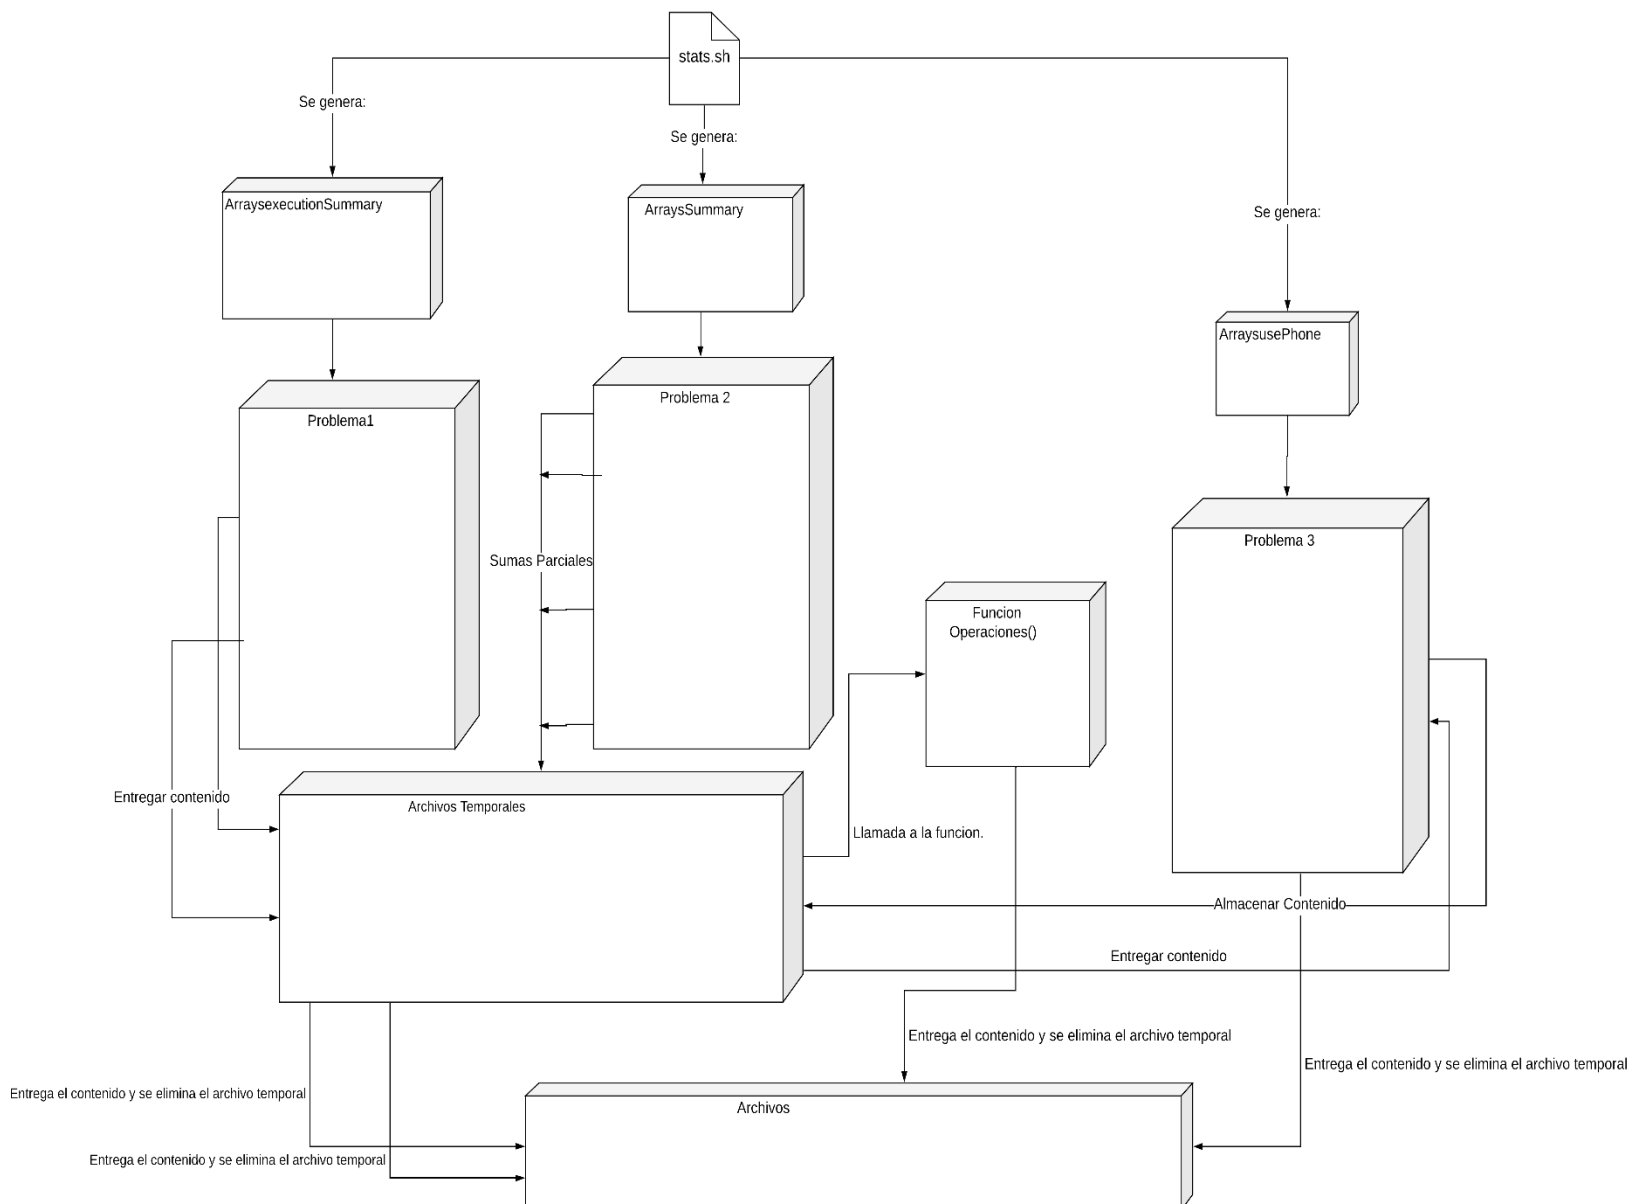 stats.sh
Se genera:
Se genera:
Se genera:
ArraysexecutionSummary
ArraysSummary
ArraysusePhone
Problema1
Problema 2
Problema 3
Sumas Parciales
Funcion
Operaciones()
Entregar contenido
Archivos Temporales
Llamada a la funcion.
Almacenar Contenido
Entregar contenido
Entrega el contenido y se elimina el archivo temporal
Entrega el contenido y se elimina el archivo temporal
Entrega el contenido y se elimina el archivo temporal
Archivos
Entrega el contenido y se elimina el archivo temporal